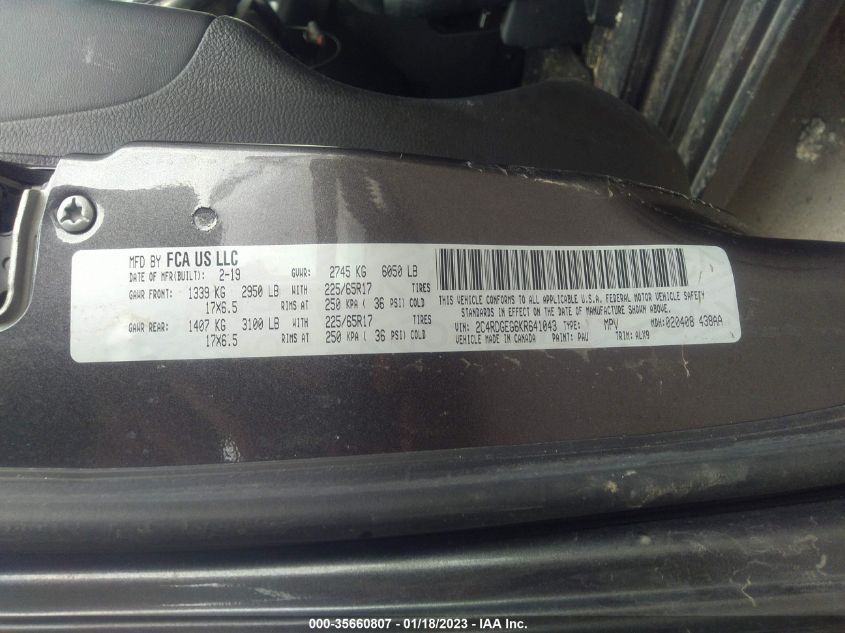 MFD BY FCA US LLC
DATE OF MFR(BUILT): 2-19 GVWR: 2745 KG 6050 LB
GAWR FRONT: 1339 KG 2950 LB WITH 225/65R17 TIRES
17X6.5 RIMS AT 250 KPA ( 36 PSI) COLD
GAWR REAR: 1407 KG 3100 LB WITH 225/65R17 TIRES
17X6.5 RIMS AT 250 KPA ( 36 PSI) COLD
THIS VEHICLE CONFORMS TO ALL APPLICABLE U.S.A. FEDERAL MOTOR VEHICLE SAFETY
STANDARDS IN EFFECT ON THE DATE OF MANUFACTURE SHOWN ABOVE.
VIN: 2C4RDGEG6KR641043 TYPE: MPV MDH:020408 438AA
VEHICLE MADE IN CANADA PAINT: PAU TRIM: ALX9
000-35660807 - 01/18/2023 - IAA Inc.